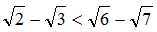 √2 − √3 < √6 − √7